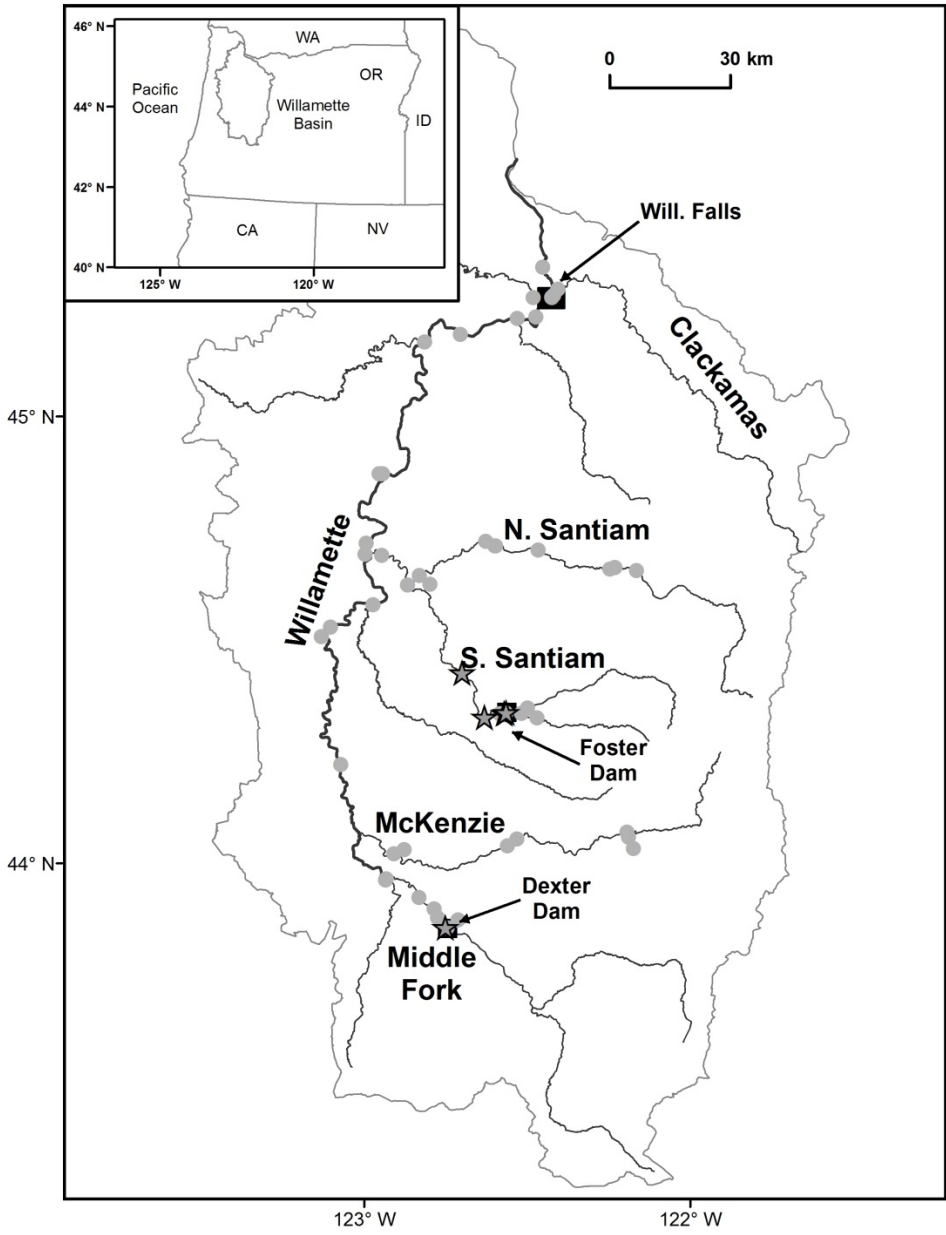 46° N
44° N
42° N
40° N
125° W
120° W
WA
OR
Pacific
Ocean
Willamette
Basin
ID
CA
NV
0 30 km
Will. Falls
Clackamas
45° N
N. Santiam
Willamette
S. Santiam
Foster
Dam
McKenzie
44° N
Dexter
Dam
Middle
Fork
123° W
122° W